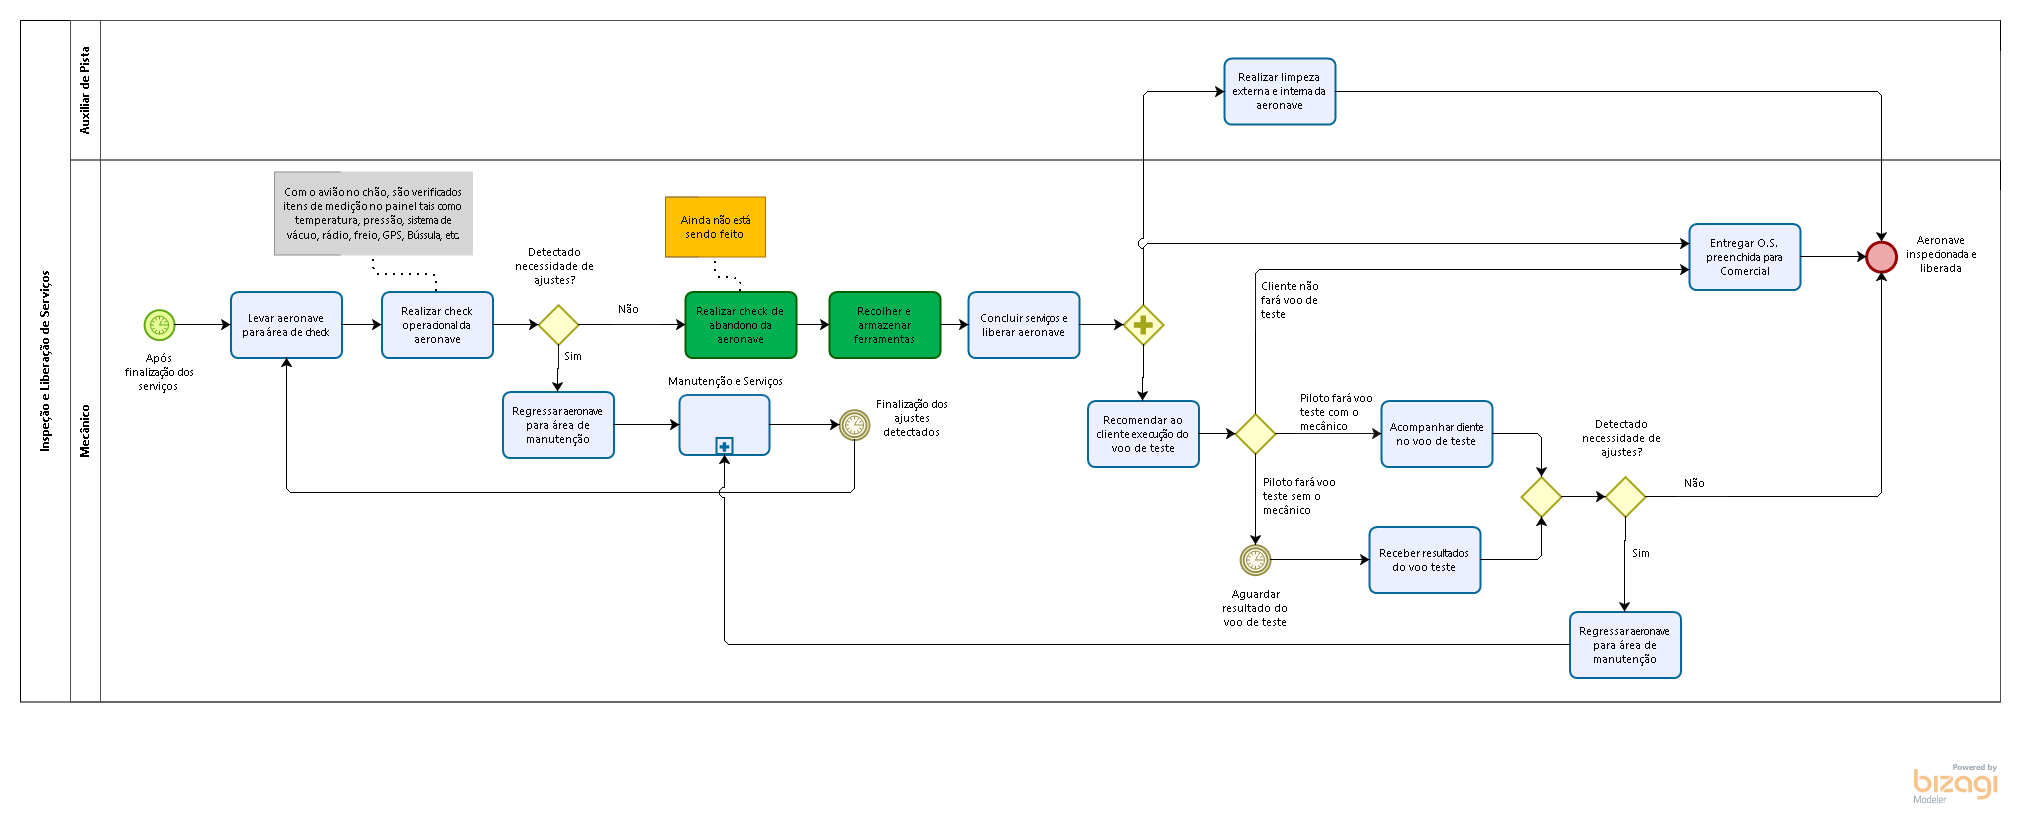 Inspeção e Liberação de Serviços
Auxiliar de Pista
Mecânico
Realizar limpeza
externa e interna da
aeronave
Com o avião no chão, são verificados
itens de medição no painel tais como
temperatura, pressão, sistema de
vácuo, rádio, freio, GPS, Bússula, etc.
Ainda não está
sendo feito
Detectado
necessidade de
ajustes?
Não
Sim
Após
finalização dos
serviços
Levar aeronave
para área de check
Realizar check
operacional da
aeronave
Realizar check de
abandono da
aeronave
Recolher e
armazenar
ferramentas
Concluir serviços e
liberar aeronave
Entregar O.S.
preenchida para
Comercial
Aeronave
inspecionada e
liberada
Cliente não
fará voo de
teste
Regressar aeronave
para área de
manutenção
Manutenção e Serviços
Finalização dos
ajustes
detectados
Recomendar ao
cliente execução do
voo de teste
Piloto fará voo
teste com o
mecânico
Acompanhar cliente
no voo de teste
Detectado
necessidade de
ajustes?
Não
Sim
Piloto fará voo
teste sem o
mecânico
Aguardar
resultado do
voo de teste
Receber resultados
do voo teste
Regressar aeronave
para área de
manutenção
Powered by
bizagi
Modeler